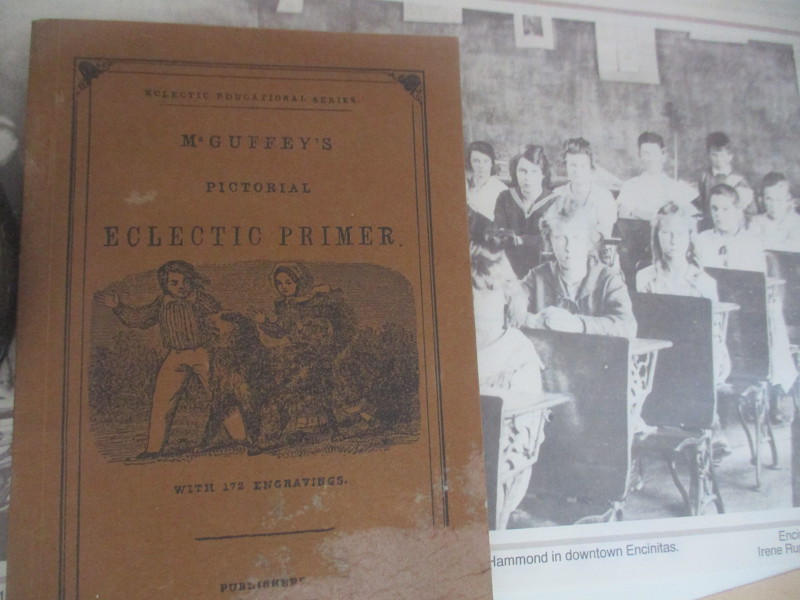 ECLECTIC EDUCATIONAL SERIES.
McGUFFEY'S
PICTORIAL
ECLECTIC PRIMER.
WITH 172 ENGRAVINGS.
PUBLISHERS
Hammond in downtown Encinitas.
Enci
Irene Ru